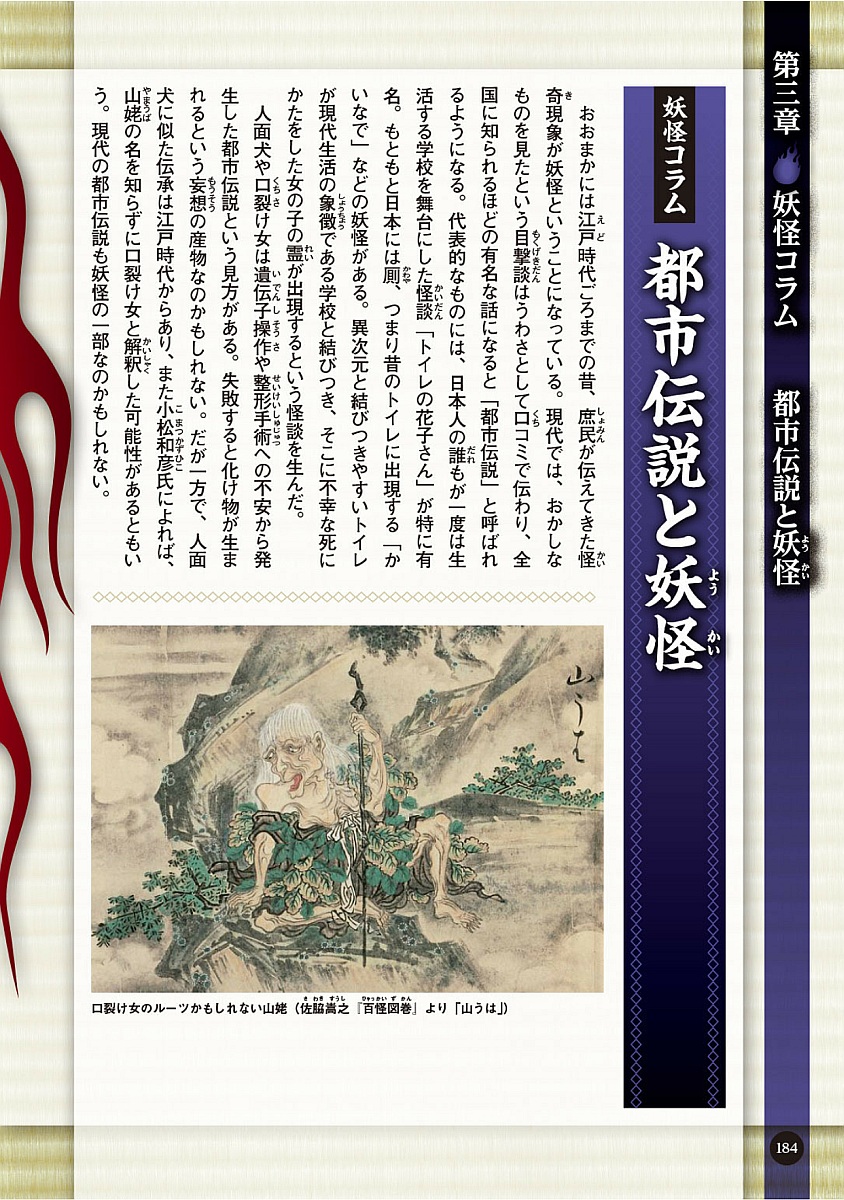 第三章 妖怪コラム 都市伝説と妖怪
妖怪コラム
都市伝説と妖怪
おおまかには江戸時代ごろまでの昔、庶民が伝えてきた怪
奇現象が妖怪ということになっている。現代では、おかしな
ものを見たという目撃談はうわさとして口コミで伝わり、全
国に知られるほどの有名な話になると「都市伝説」と呼ばれ
るようになる。代表的なものには、日本人の誰もが一度は生
活する学校を舞台にした怪談「トイレの花子さん」が特に有
名。もともと日本には厠、つまり昔のトイレに出現する「か
いなで」などの妖怪がある。異次元と結びつきやすいトイレ
が現代生活の象徴である学校と結びつき、そこに不幸な死に
かたをした女の子の霊が出現するという怪談を生んだ。
人面犬や口裂け女は遺伝子操作や整形手術への不安から発
生した都市伝説という見方がある。失敗すると化け物が生ま
れるという妄想の産物なのかもしれない。だが一方で、人面
犬に似た伝承は江戸時代からあり、また小松和彦氏によれば、
山姥の名を知らずに口裂け女と解釈した可能性があるともい
う。現代の都市伝説も妖怪の一部なのかもしれない。
山うは
口裂け女のルーツかもしれない山姥(佐脇嵩之『百怪図巻』より「山うは」)
184